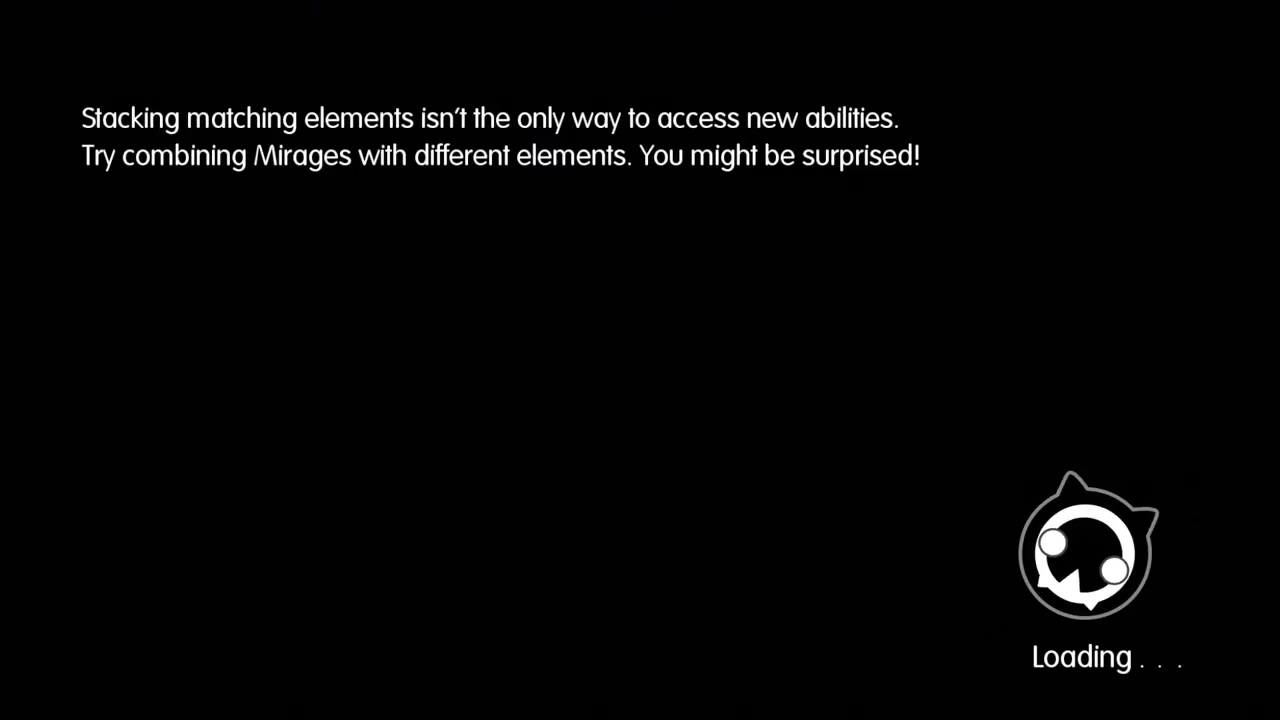 Stacking matching elements isn't the only way to access new abilities.
Try combining Mirages with different elements. You might be surprised!
Loading . . .